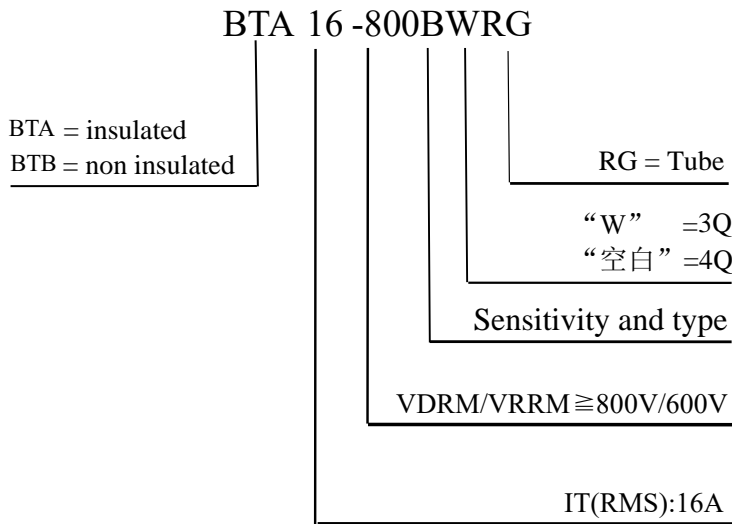 BTA 16 -800BWRG
BTA = insulated
BTB = non insulated
RG = Tube
“W” =3Q
“空白” =4Q
Sensitivity and type
VDRM/VRRM≧800V/600V
IT(RMS):16A